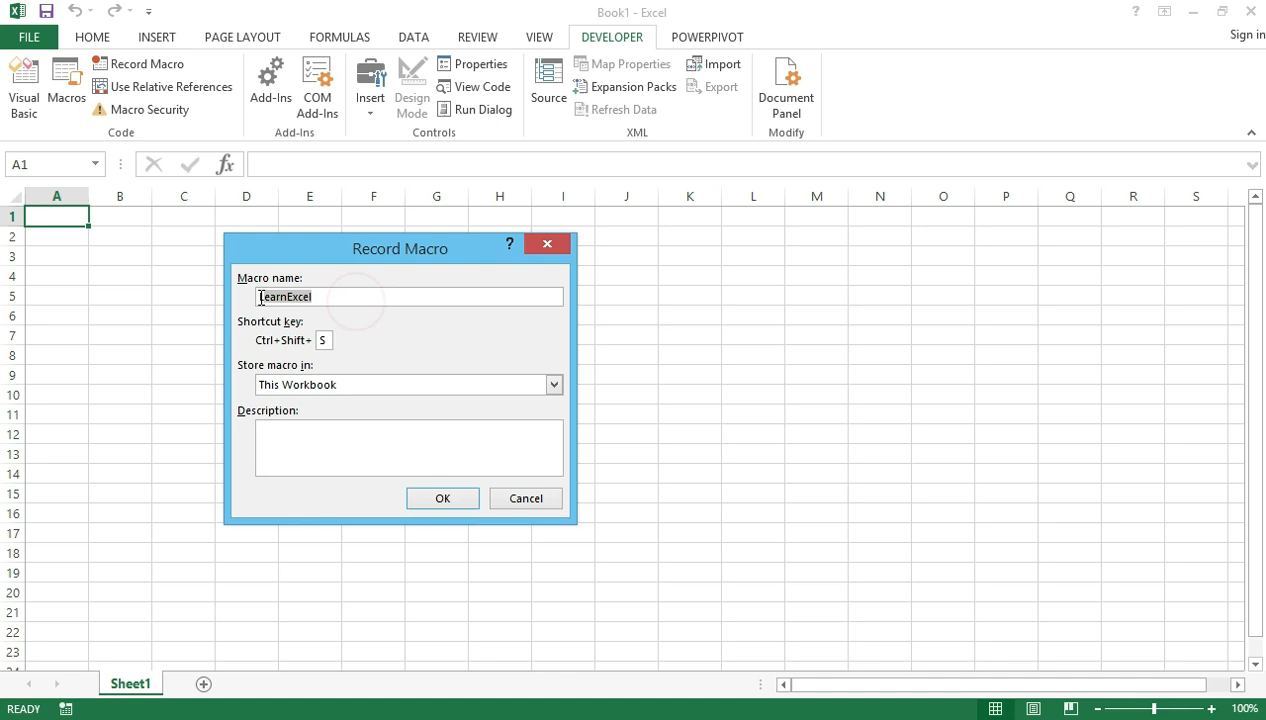 Book1 - Excel
?
FILE HOME INSERT PAGE LAYOUT FORMULAS DATA REVIEW VIEW DEVELOPER POWERPIVOT Sign in
Visual Basic
Macros
Record Macro
Use Relative References
Macro Security
Code
Add-Ins
COM Add-Ins
Add-Ins
Insert
Design Mode
Properties
View Code
Run Dialog
Controls
Source
Map Properties
Expansion Packs
Refresh Data
Import
Export
XML
Document Panel
Modify
A1 fx
A B C D E F G H I J K L M N O P Q R S
1
2
3
4
5
6
7
8
9
10
11
12
13
14
15
16
17
18
19
20
21
22
23
Record Macro ?
Macro name:
LearnExcel
Shortcut key:
Ctrl+Shift+ S
Store macro in:
This Workbook
Description:
OK Cancel
Sheet1
READY 100%